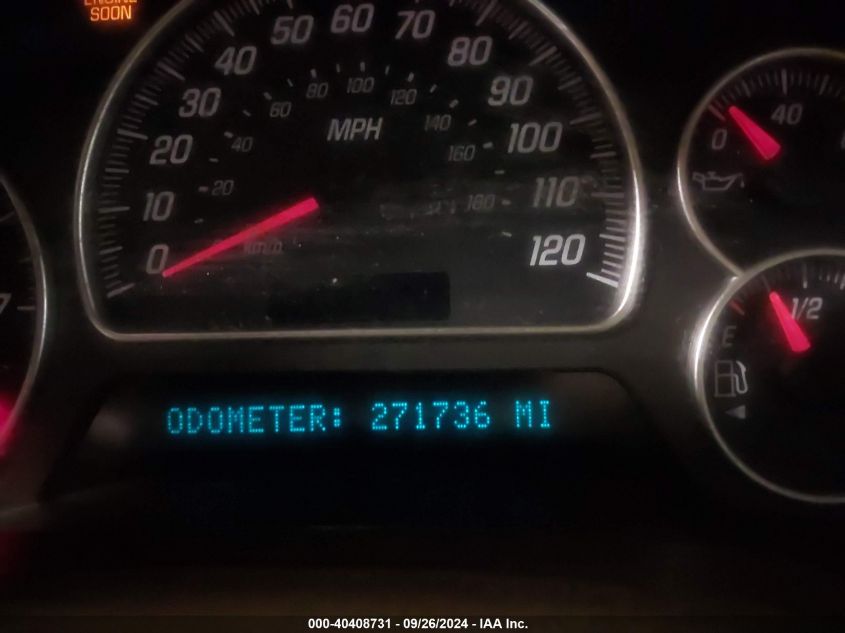 ENGINE
SOON
0 10 20 30 40 50 60 70 80 90 100 110 120
20 40 60 80 100 120 140 160 180
MPH
km/h
0 40
1/2
E
7
ODOMETER: 271736 MI
000-40408731 - 09/26/2024 - IAA Inc.